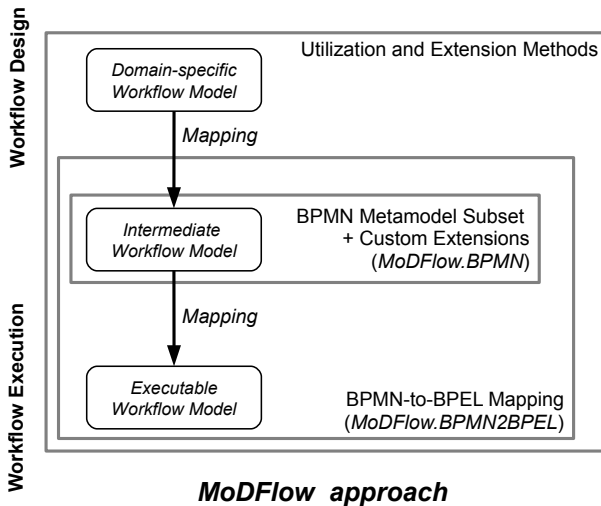 Workflow Design
Utilization and Extension Methods
Domain-specific
Workflow Model
Mapping
Intermediate
Workflow Model
BPMN Metamodel Subset
+ Custom Extensions
(MoDFlow.BPMN)
Mapping
Workflow Execution
Executable
Workflow Model
BPMN-to-BPEL Mapping
(MoDFlow.BPMN2BPEL)
MoDFlow approach